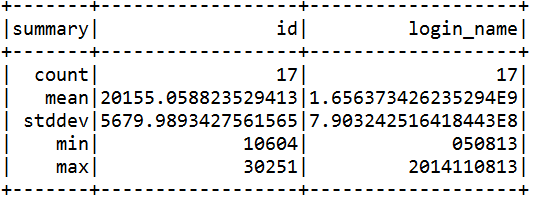 +-------+------------------+-------------------+
|summary|                id|         login_name|
+-------+------------------+-------------------+
|  count|                17|                 17|
|   mean|20155.058823529413|1.656373426235294E9|
| stddev|5679.9893427561565|7.903242516418443E8|
|    min|             10604|             050813|
|    max|             30251|         2014110813|
+-------+------------------+-------------------+